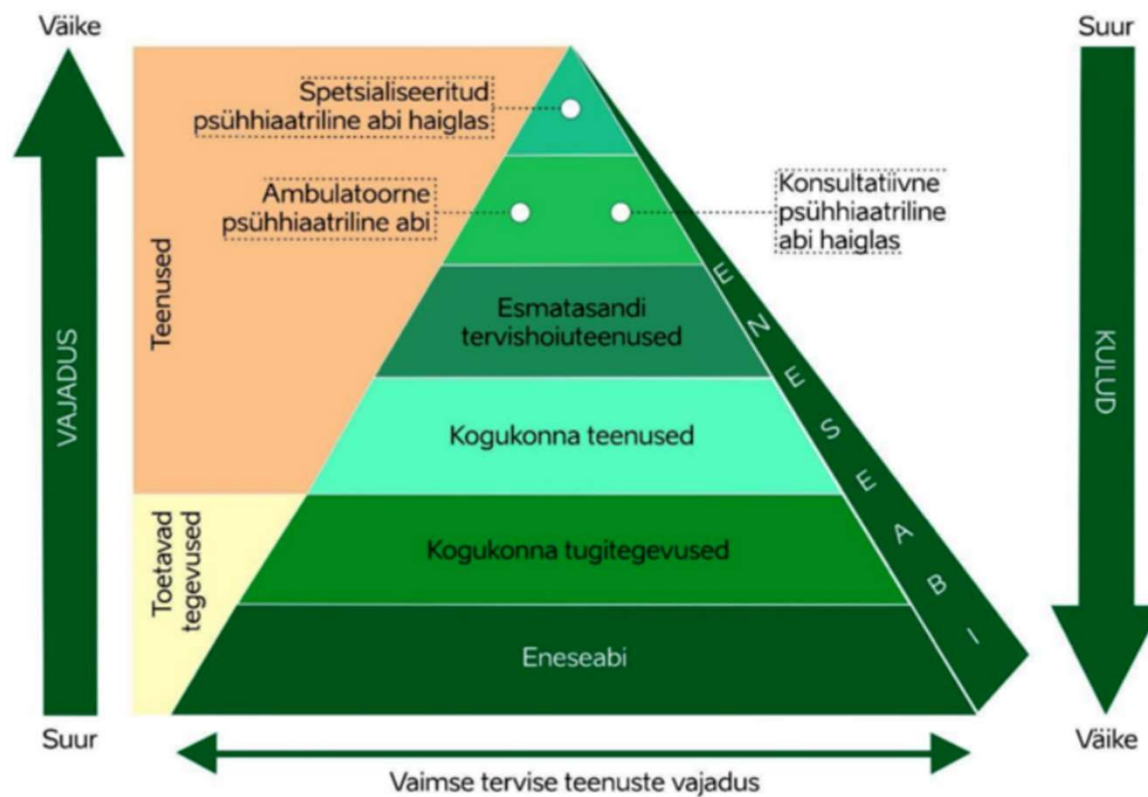 Väike
Suur
Spetsialiseeritud
psühhiaatriline abi haiglas
Ambulatoorne
psühhiaatriline abi
Konsultatiivne
psühhiaatriline
abi haiglas
Teenused
VAJADUS
KULUD
Esmatasandi
tervishoiuteenused
Kogukonna teenused
ENESEABI
Toetavad
tegevused
Kogukonna tugitegevused
Eneseabi
Suur
Väike
Vaimse tervise teenuste vajadus